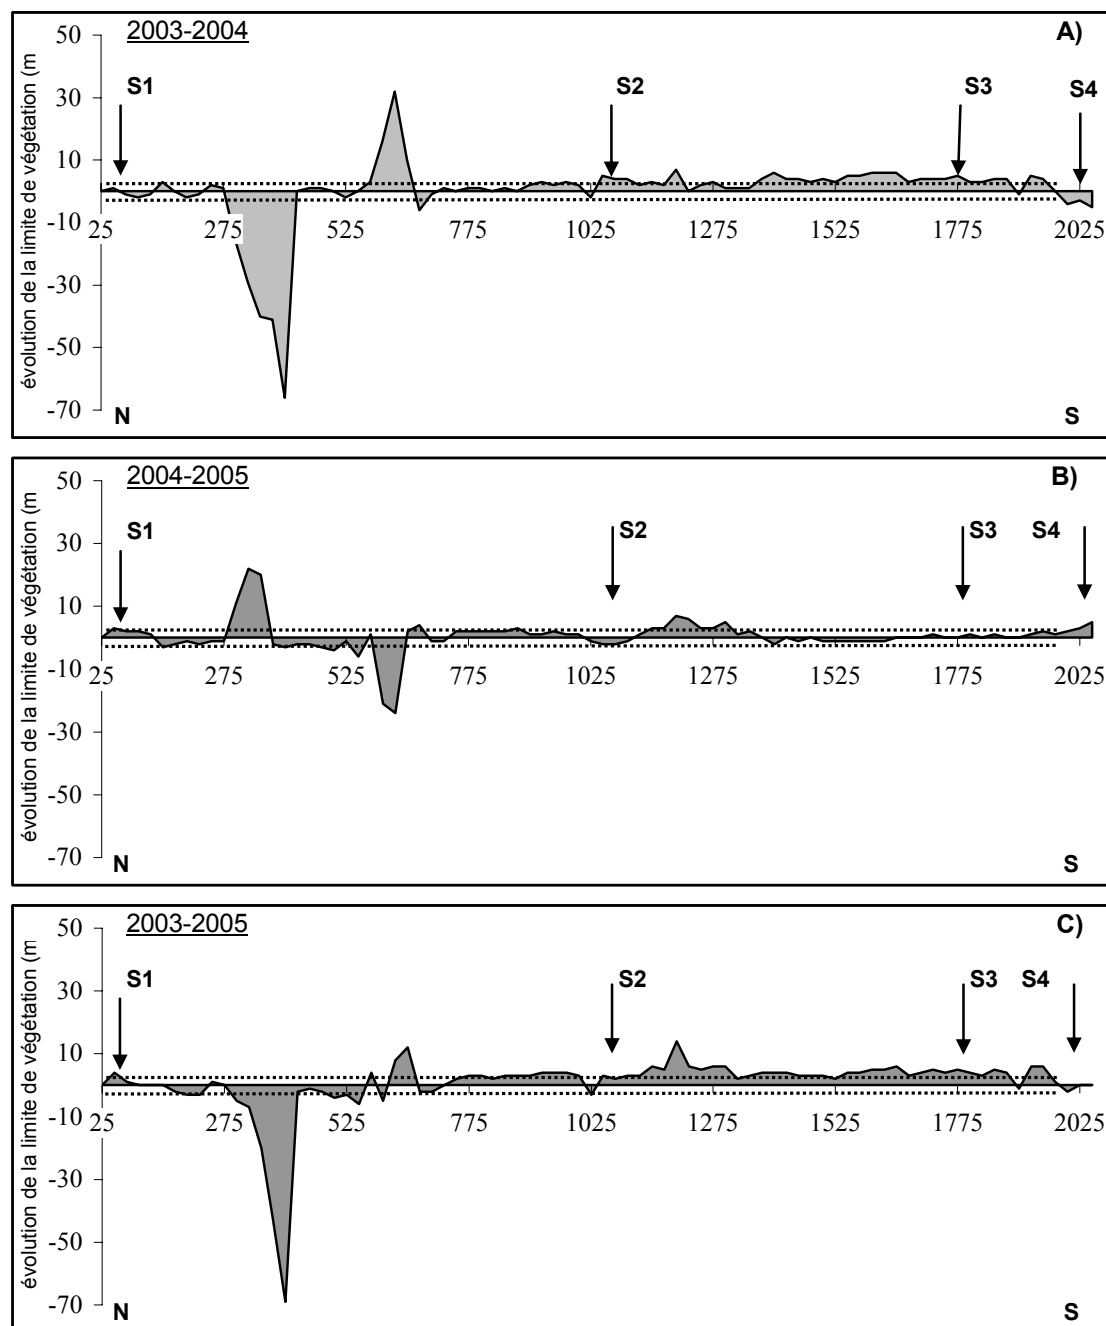 2003-2004
A)
évolution de la limite de végétation (m
50
30
10
-10
-30
-50
-70
S1
S2
S3
S4
25
275
525
775
1025
1275
1525
1775
2025
N
S
2004-2005
B)
évolution de la limite de végétation (m
50
30
10
-10
-30
-50
-70
S1
S2
S3
S4
25
275
525
775
1025
1275
1525
1775
2025
N
S
2003-2005
C)
évolution de la limite de végétation (m
50
30
10
-10
-30
-50
-70
S1
S2
S3
S4
25
275
525
775
1025
1275
1525
1775
2025
N
S